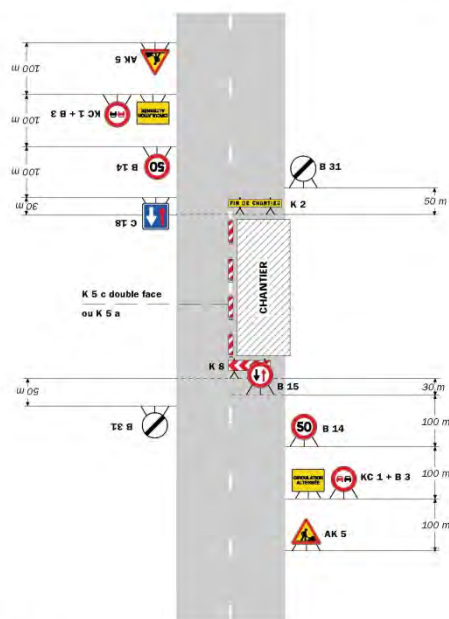 AK 5
100 m
KC 1 + B 3
CIRCULATION
ALTERNÉE
100 m
B 14
50
100 m
C 18
30 m
B 31
50 m
FIN DE CHANTIER
K 2
K 5 c double face
ou K 5 a
CHANTIER
K 8
B 15
50 m
30 m
B 31
50
B 14
100 m
CIRCULATION
ALTERNÉE
KC 1 + B 3
100 m
AK 5
100 m